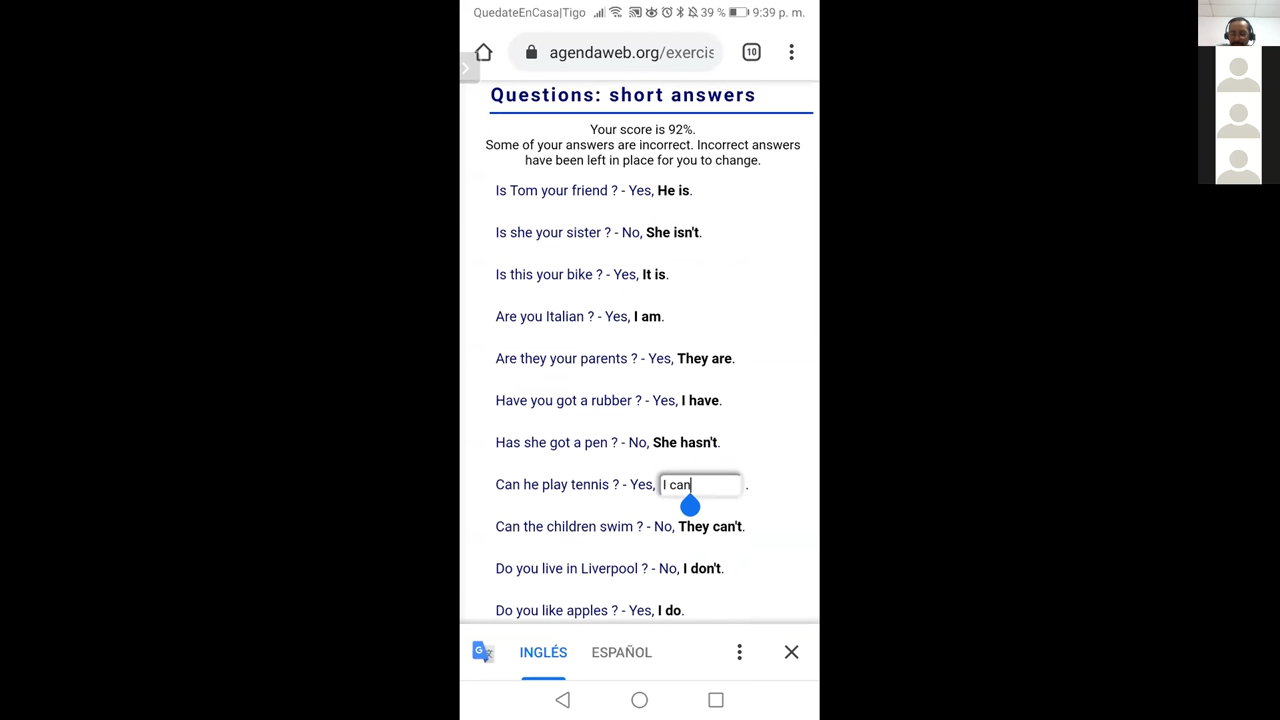 QuedateEnCasa|Tigo 39 % 9:39 p. m.
agendaweb.org/exercis 10
Questions: short answers
Your score is 92%.
Some of your answers are incorrect. Incorrect answers
have been left in place for you to change.
Is Tom your friend ? - Yes, He is.
Is she your sister ? - No, She isn't.
Is this your bike ? - Yes, It is.
Are you Italian ? - Yes, I am.
Are they your parents ? - Yes, They are.
Have you got a rubber ? - Yes, I have.
Has she got a pen ? - No, She hasn't.
Can he play tennis ? - Yes, I can .
Can the children swim ? - No, They can't.
Do you live in Liverpool ? - No, I don't.
Do you like apples ? - Yes, I do.
INGLÉS ESPAÑOL